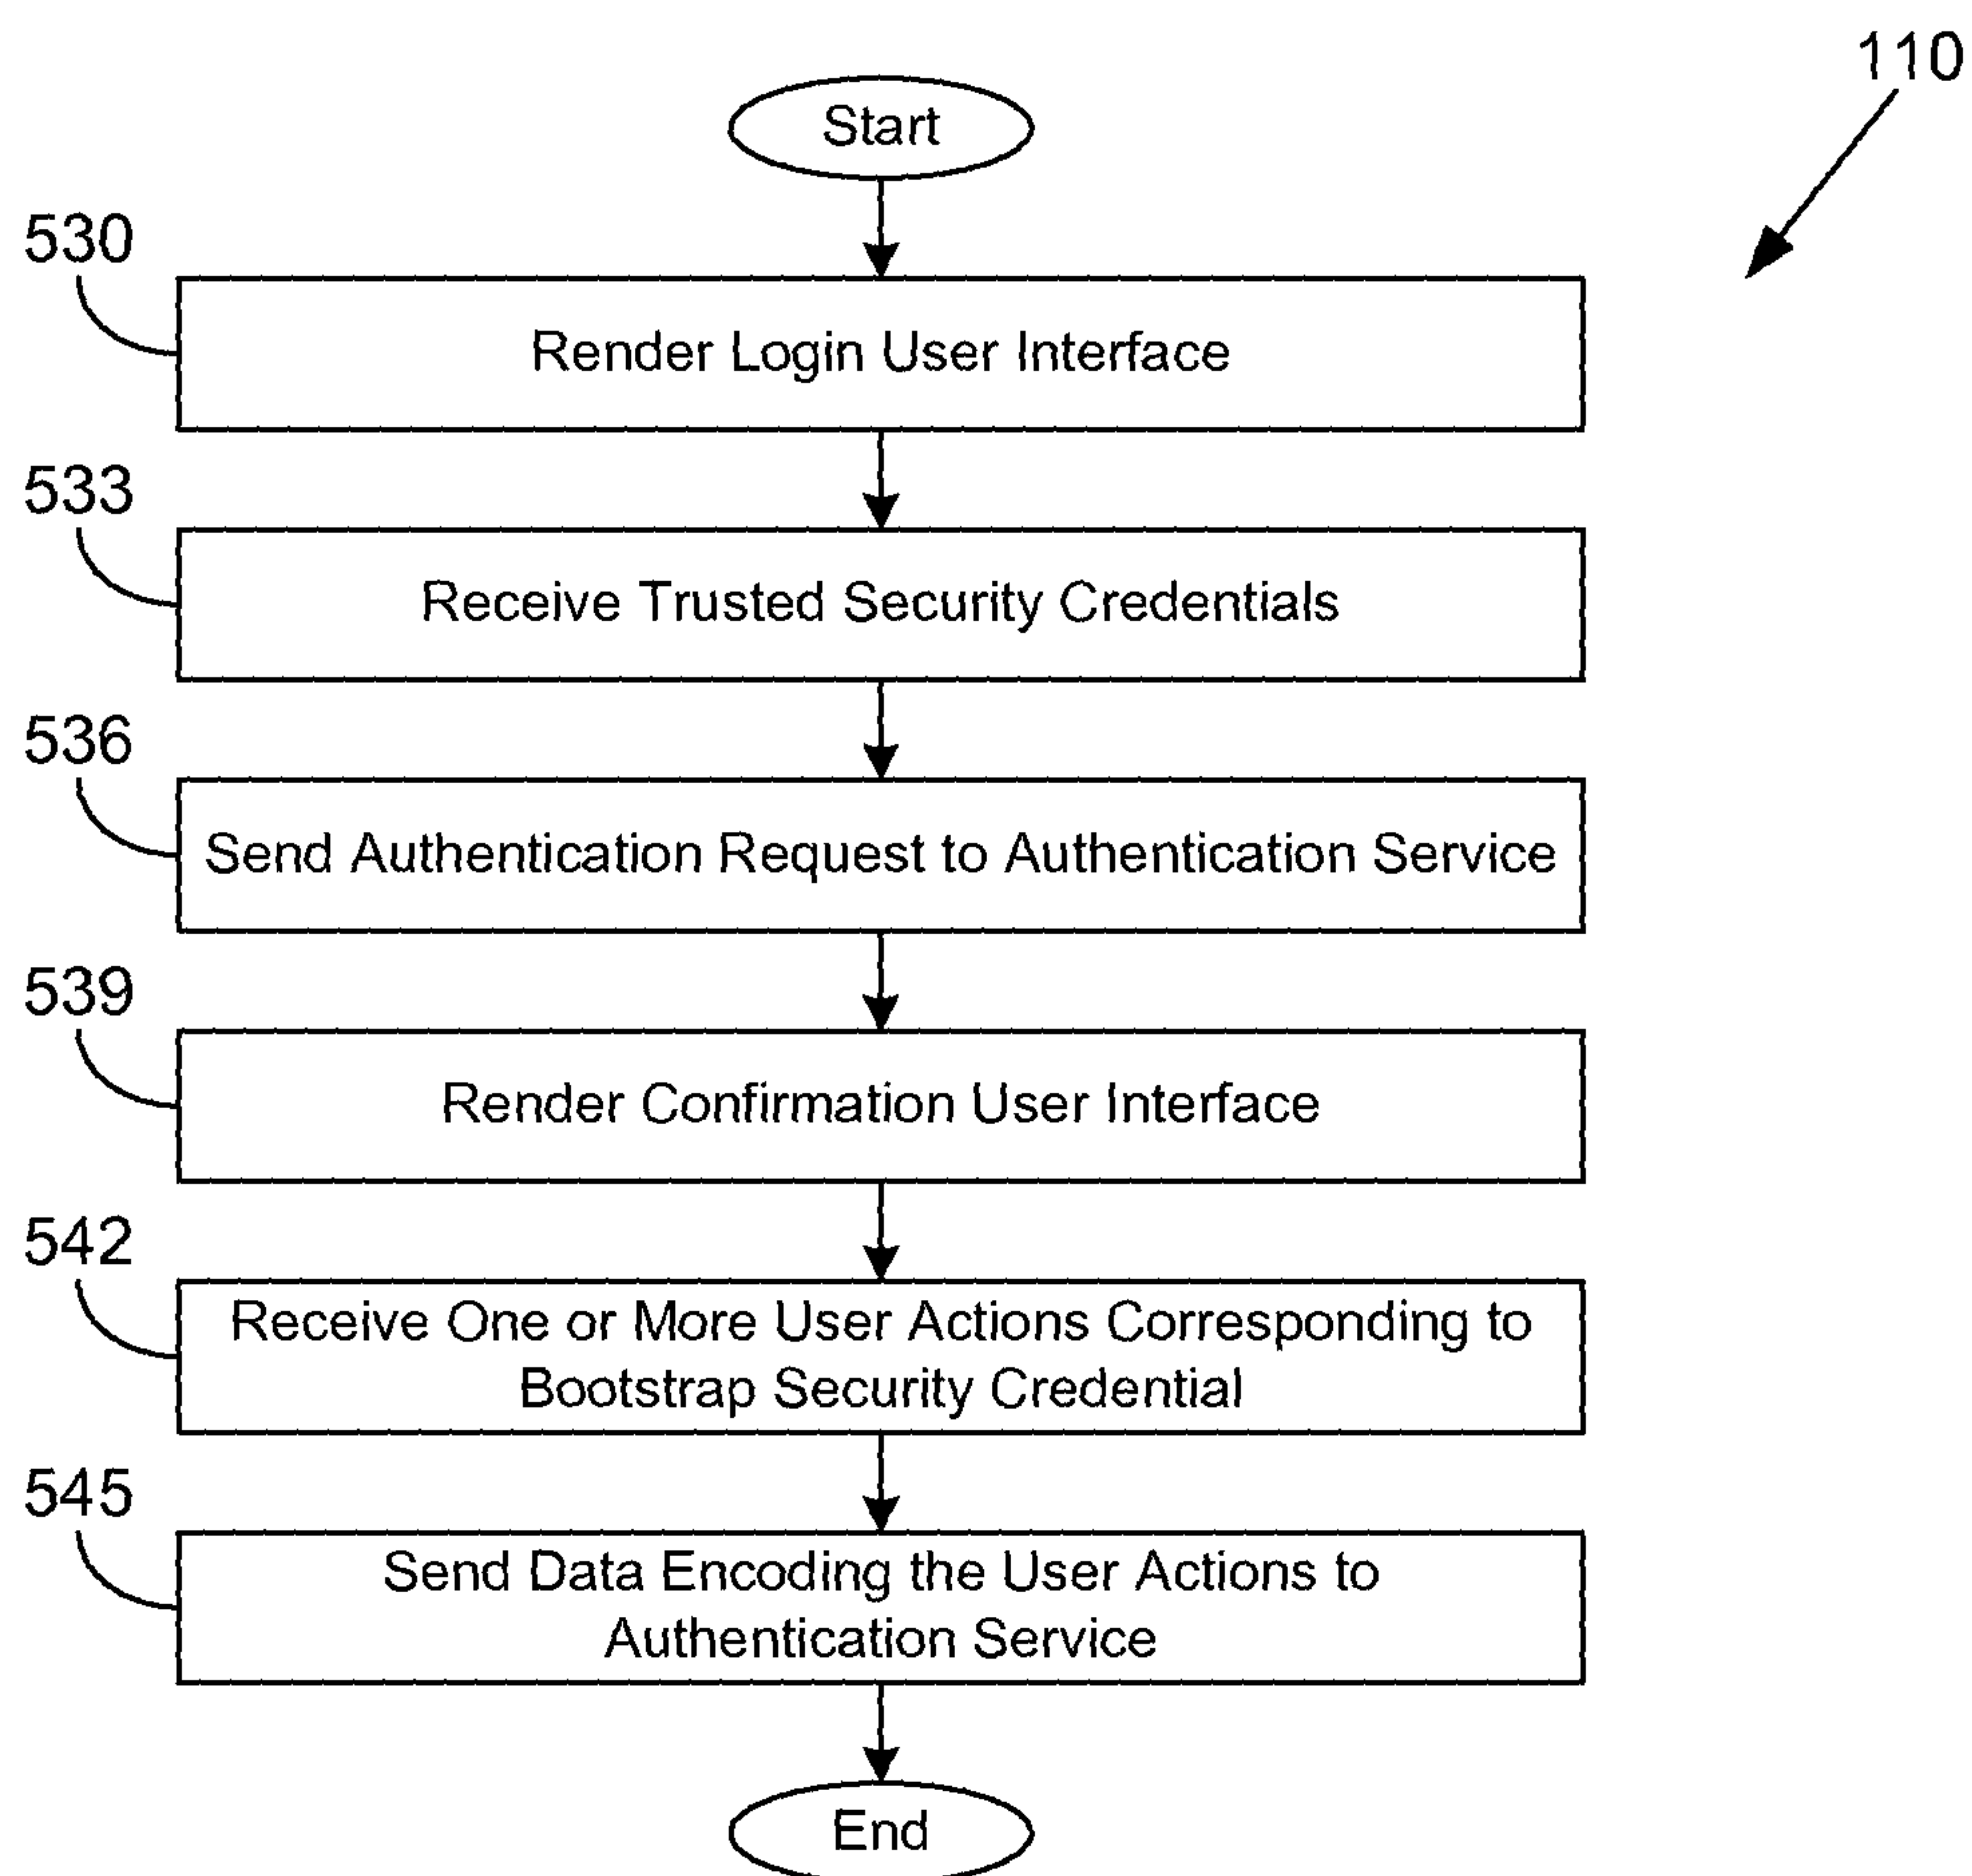 110
Start
530
Render Login User Interface
533
Receive Trusted Security Credentials
536
Send Authentication Request to Authentication Service
539
Render Confirmation User Interface
542
Receive One or More User Actions Corresponding to
Bootstrap Security Credential
545
Send Data Encoding the User Actions to
Authentication Service
End